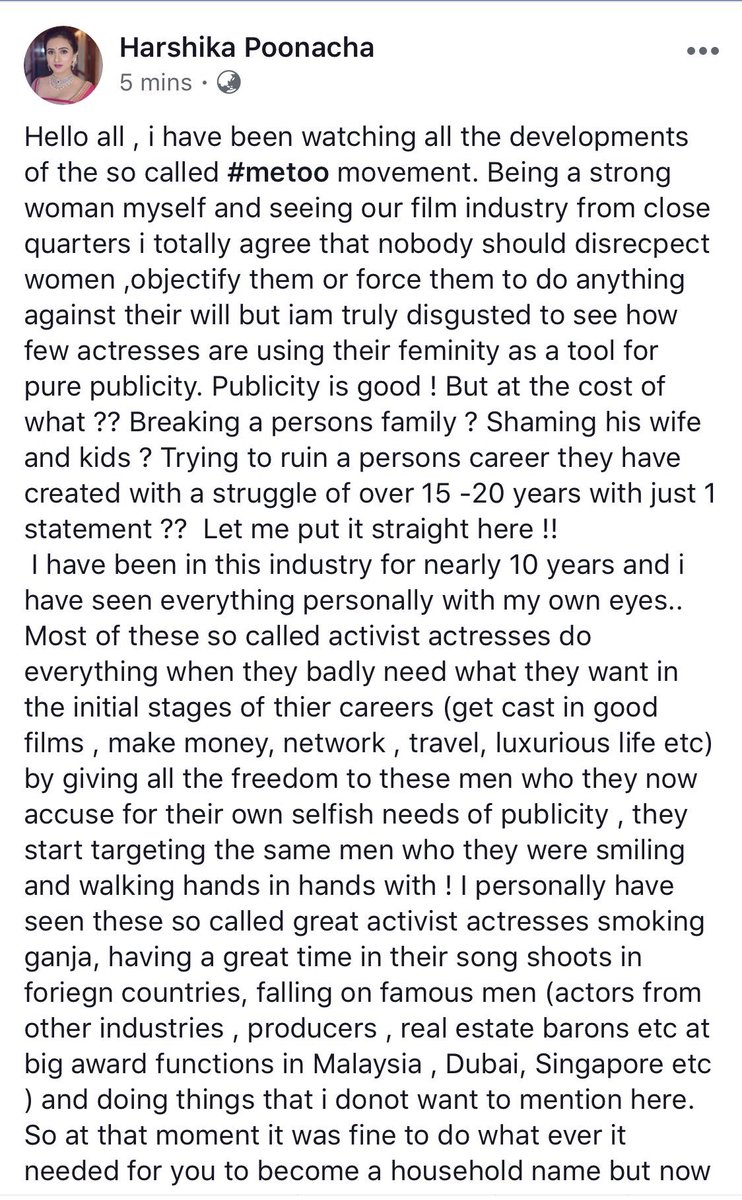 Harshika Poonacha
5 mins ·
Hello all , i have been watching all the developments
of the so called #metoo movement. Being a strong
woman myself and seeing our film industry from close
quarters i totally agree that nobody should disrecpect
women ,objectify them or force them to do anything
against their will but iam truly disgusted to see how
few actresses are using their feminity as a tool for
pure publicity. Publicity is good ! But at the cost of
what ?? Breaking a persons family ? Shaming his wife
and kids ? Trying to ruin a persons career they have
created with a struggle of over 15 -20 years with just 1
statement ??  Let me put it straight here !!
I have been in this industry for nearly 10 years and i
have seen everything personally with my own eyes..
Most of these so called activist actresses do
everything when they badly need what they want in
the initial stages of thier careers (get cast in good
films , make money, network , travel, luxurious life etc)
by giving all the freedom to these men who they now
accuse for their own selfish needs of publicity , they
start targeting the same men who they were smiling
and walking hands in hands with ! I personally have
seen these so called great activist actresses smoking
ganja, having a great time in their song shoots in
foriegn countries, falling on famous men (actors from
other industries , producers , real estate barons etc at
big award functions in Malaysia , Dubai, Singapore etc
) and doing things that i donot want to mention here.
So at that moment it was fine to do what ever it
needed for you to become a household name but now